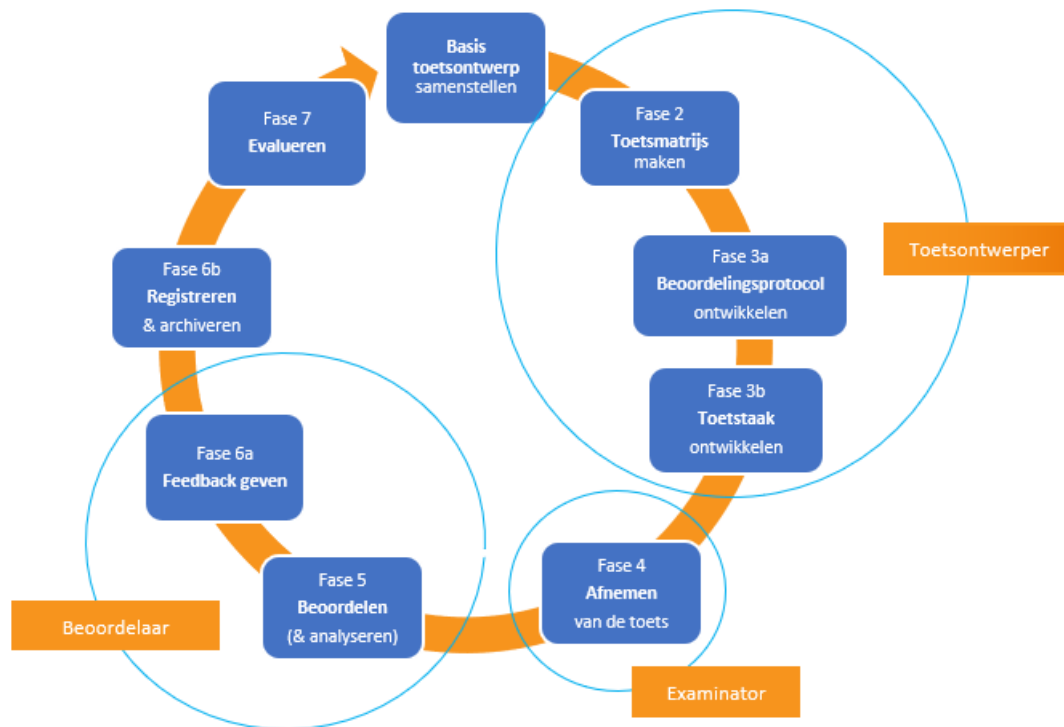 Basis
toetsontwerp
samenstellen
Fase 2
Toetsmatrijs
maken
Fase 3a
Beoordelingsprotocol
ontwikkelen
Fase 3b
Toetstaak
ontwikkelen
Fase 4
Afnemen
van de toets
Fase 5
Beoordelen
(& analyseren)
Fase 6a
Feedback geven
Fase 6b
Registreren
& archiveren
Fase 7
Evalueren
Toetsontwerper
Examinator
Beoordelaar